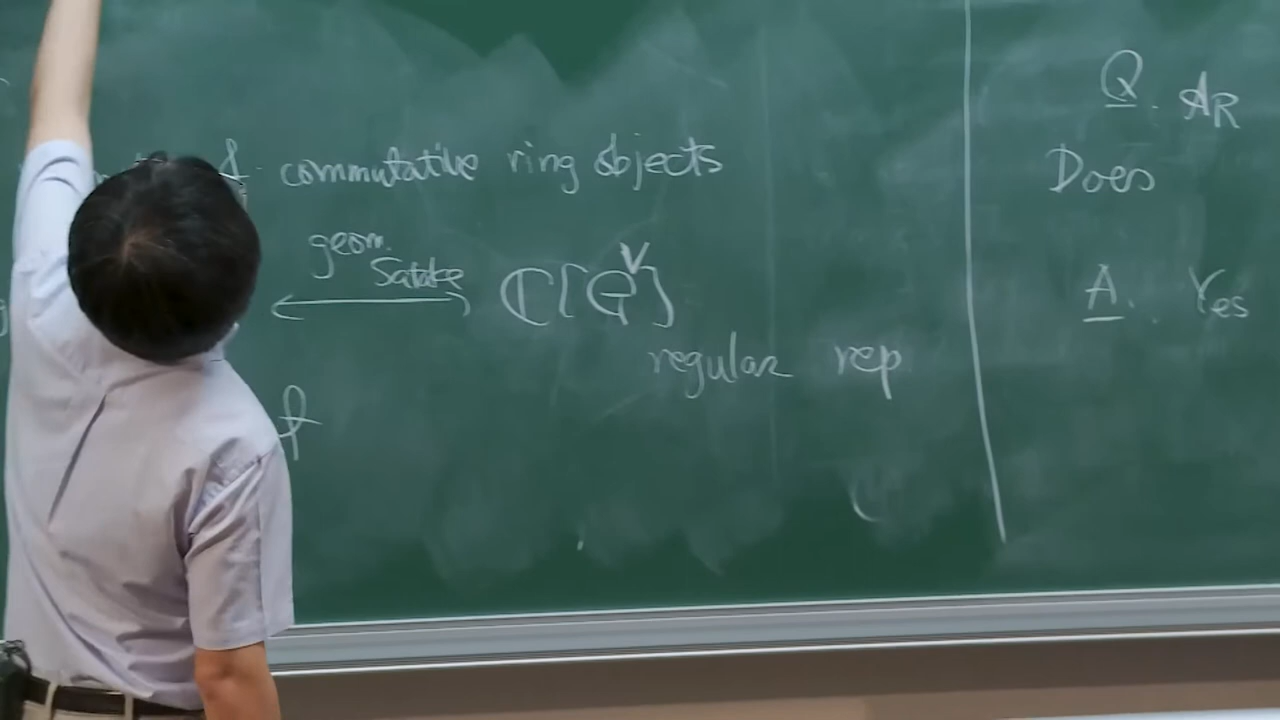 & commutative ring objects
geom.
Satake
⟷ ℂ[G^∨]
regular rep
f
Q. A_R
Does
A. Yes